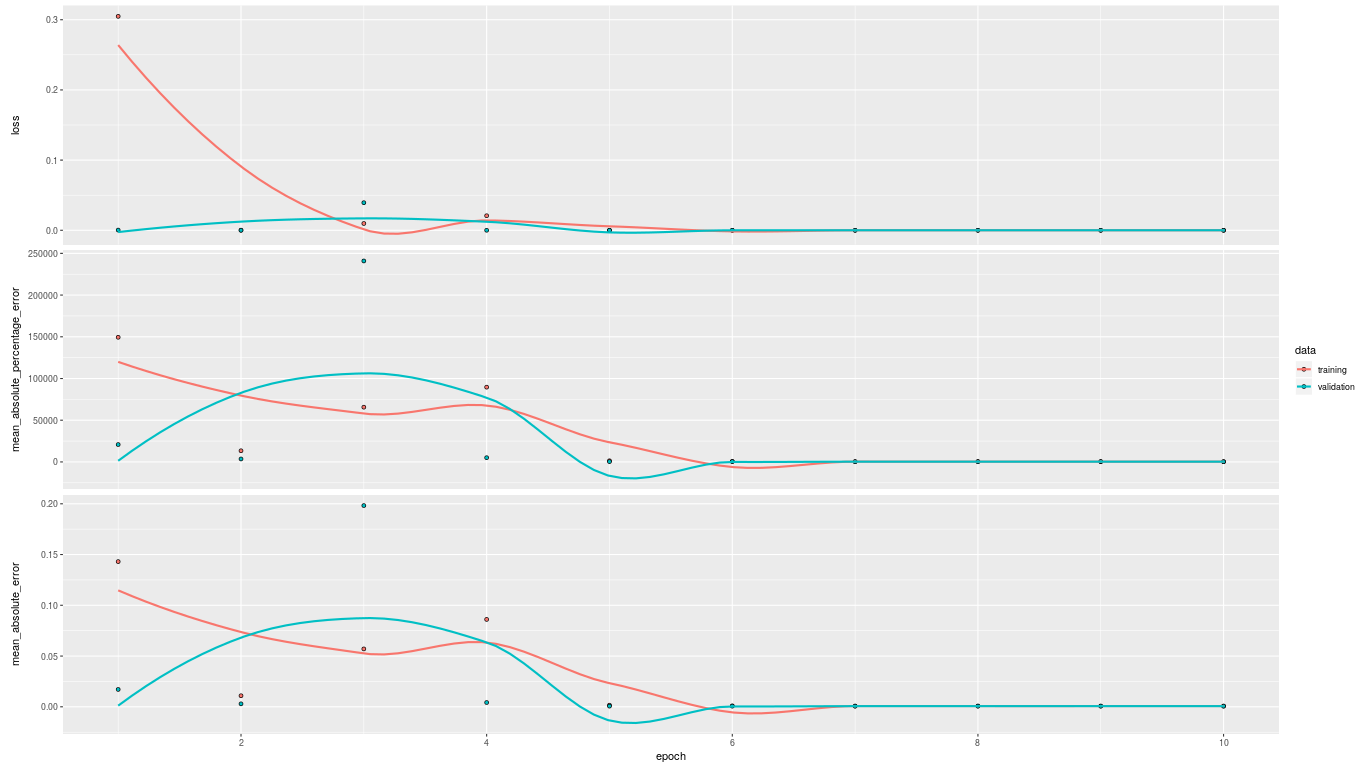 loss
0.3
0.2
0.1
0.0
mean_absolute_percentage_error
250000
200000
150000
100000
50000
0
mean_absolute_error
0.20
0.15
0.10
0.05
0.00
2 4 6 8 10
epoch
data
training
validation